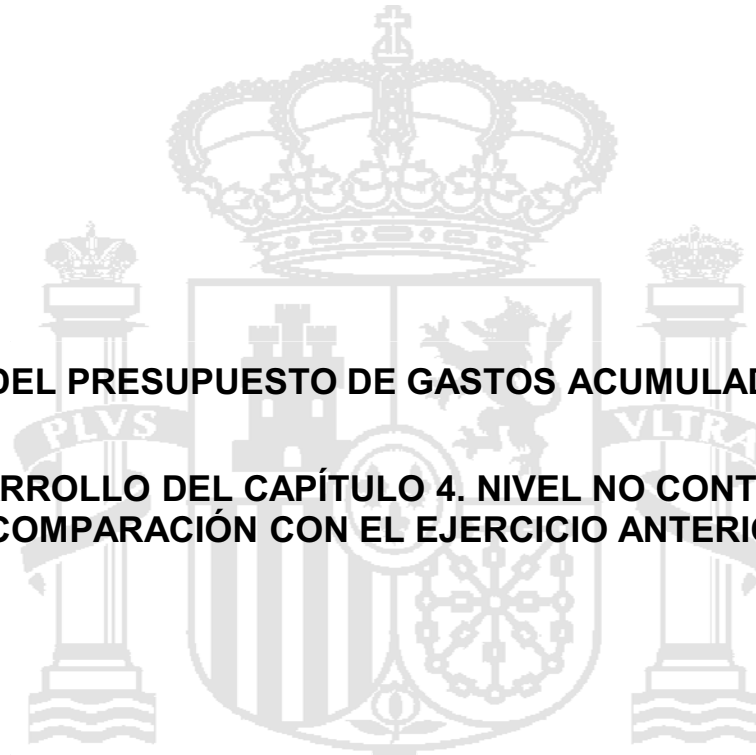 DEL PRESUPUESTO DE GASTOS ACUMULAD
PLVS VLTRA
RROLLO DEL CAPÍTULO 4. NIVEL NO CONT
COMPARACIÓN CON EL EJERCICIO ANTERIO